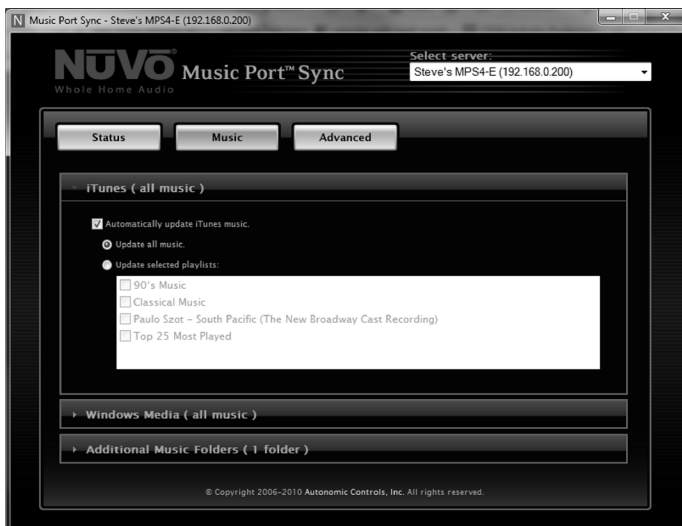 Music Port Sync - Steve's MPS4-E (192.168.0.200)
NŪVO® Music Port™ Sync
Whole Home Audio
Select server:
Steve's MPS4-E (192.168.0.200)
Status Music Advanced
iTunes ( all music )
Automatically update iTunes music.
Update all music.
Update selected playlists:
90's Music
Classical Music
Paulo Szot – South Pacific (The New Broadway Cast Recording)
Top 25 Most Played
Windows Media ( all music )
Additional Music Folders ( 1 folder )
© Copyright 2006-2010 Autonomic Controls, Inc. All rights reserved.